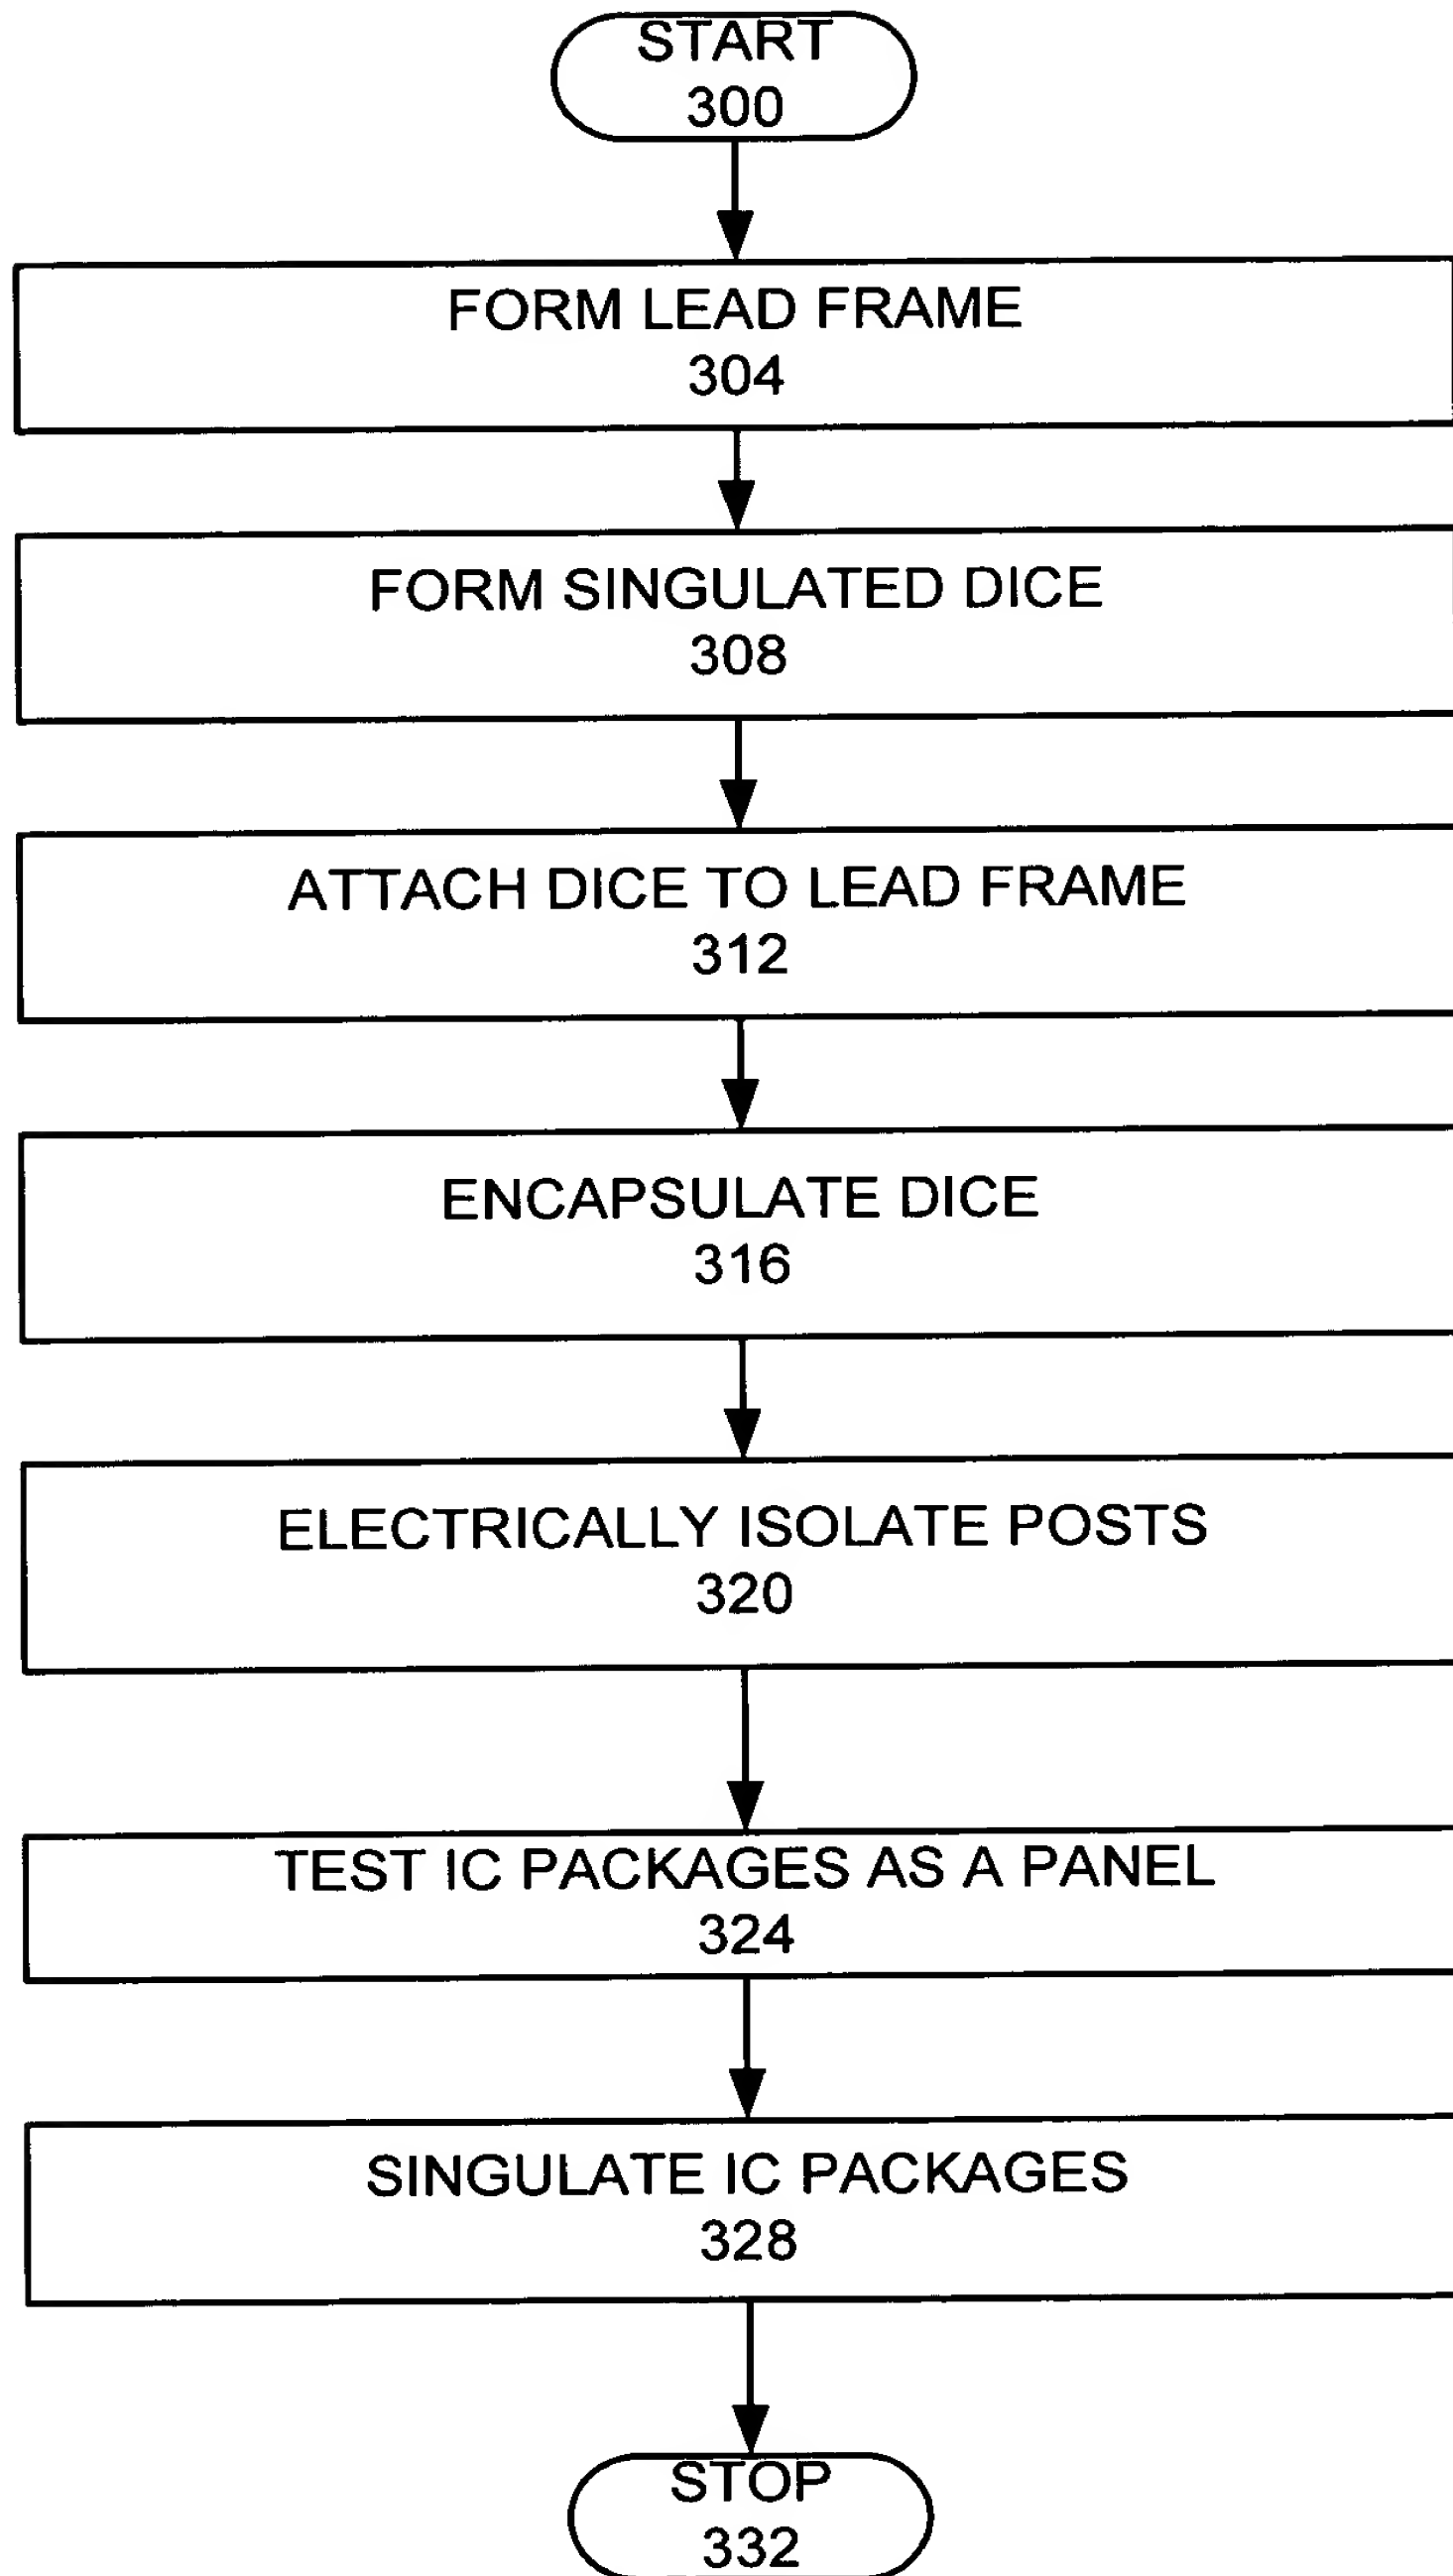 START
300
FORM LEAD FRAME
304
FORM SINGULATED DICE
308
ATTACH DICE TO LEAD FRAME
312
ENCAPSULATE DICE
316
ELECTRICALLY ISOLATE POSTS
320
TEST IC PACKAGES AS A PANEL
324
SINGULATE IC PACKAGES
328
STOP
332